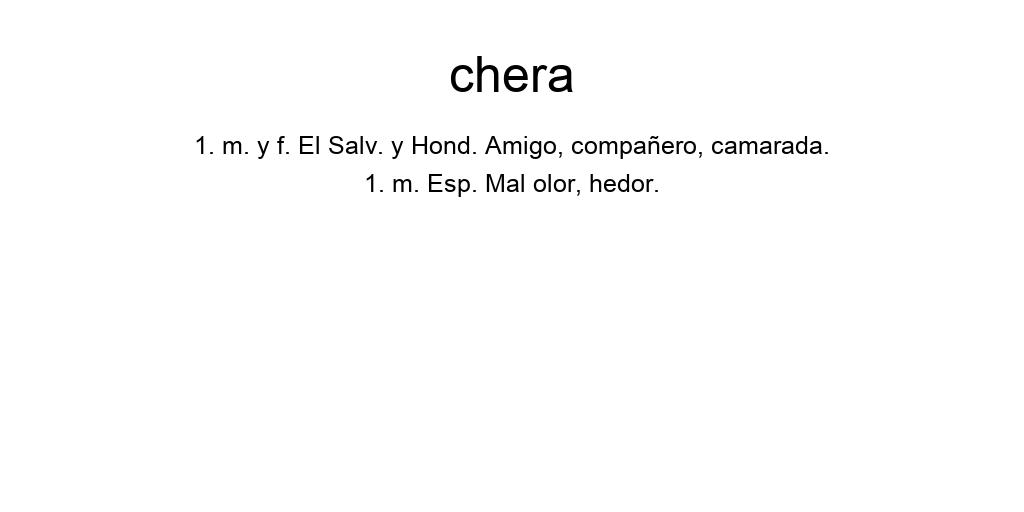 chera
1. m. y f. El Salv. y Hond. Amigo, compañero, camarada.
1. m. Esp. Mal olor, hedor.